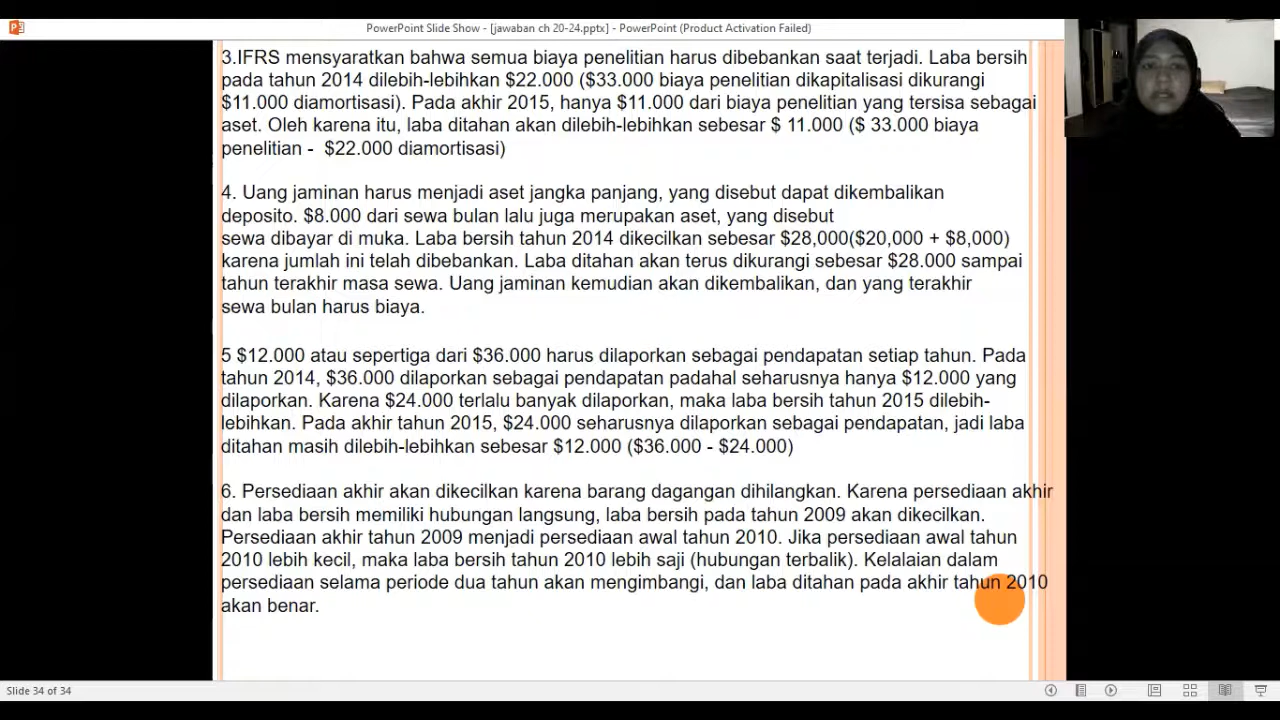 PowerPoint Slide Show - [jawaban ch 20-24.pptx] - PowerPoint (Product Activation Failed)
3.IFRS mensyaratkan bahwa semua biaya penelitian harus dibebankan saat terjadi. Laba bersih
pada tahun 2014 dilebih-lebihkan $22.000 ($33.000 biaya penelitian dikapitalisasi dikurangi
$11.000 diamortisasi). Pada akhir 2015, hanya $11.000 dari biaya penelitian yang tersisa sebagai
aset. Oleh karena itu, laba ditahan akan dilebih-lebihkan sebesar $ 11.000 ($ 33.000 biaya
penelitian - $22.000 diamortisasi)
4. Uang jaminan harus menjadi aset jangka panjang, yang disebut dapat dikembalikan
deposito. $8.000 dari sewa bulan lalu juga merupakan aset, yang disebut
sewa dibayar di muka. Laba bersih tahun 2014 dikecilkan sebesar $28,000($20,000 + $8,000)
karena jumlah ini telah dibebankan. Laba ditahan akan terus dikurangi sebesar $28.000 sampai
tahun terakhir masa sewa. Uang jaminan kemudian akan dikembalikan, dan yang terakhir
sewa bulan harus biaya.
5 $12.000 atau sepertiga dari $36.000 harus dilaporkan sebagai pendapatan setiap tahun. Pada
tahun 2014, $36.000 dilaporkan sebagai pendapatan padahal seharusnya hanya $12.000 yang
dilaporkan. Karena $24.000 terlalu banyak dilaporkan, maka laba bersih tahun 2015 dilebih-
lebihkan. Pada akhir tahun 2015, $24.000 seharusnya dilaporkan sebagai pendapatan, jadi laba
ditahan masih dilebih-lebihkan sebesar $12.000 ($36.000 - $24.000)
6. Persediaan akhir akan dikecilkan karena barang dagangan dihilangkan. Karena persediaan akhir
dan laba bersih memiliki hubungan langsung, laba bersih pada tahun 2009 akan dikecilkan.
Persediaan akhir tahun 2009 menjadi persediaan awal tahun 2010. Jika persediaan awal tahun
2010 lebih kecil, maka laba bersih tahun 2010 lebih saji (hubungan terbalik). Kelalaian dalam
persediaan selama periode dua tahun akan mengimbangi, dan laba ditahan pada akhir tahun 2010
akan benar.
Slide 34 of 34